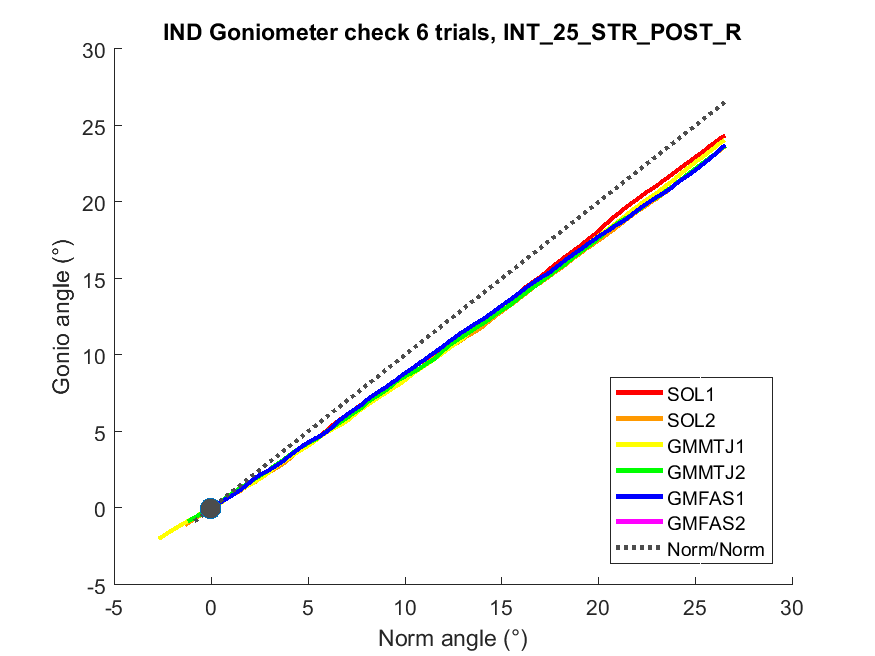 IND Goniometer check 6 trials, INT_25_STR_POST_R
30
25
20
15
10
5
0
-5
Gonio angle (°)
-5 0 5 10 15 20 25 30
Norm angle (°)
SOL1
SOL2
GMMTJ1
GMMTJ2
GMFAS1
GMFAS2
Norm/Norm